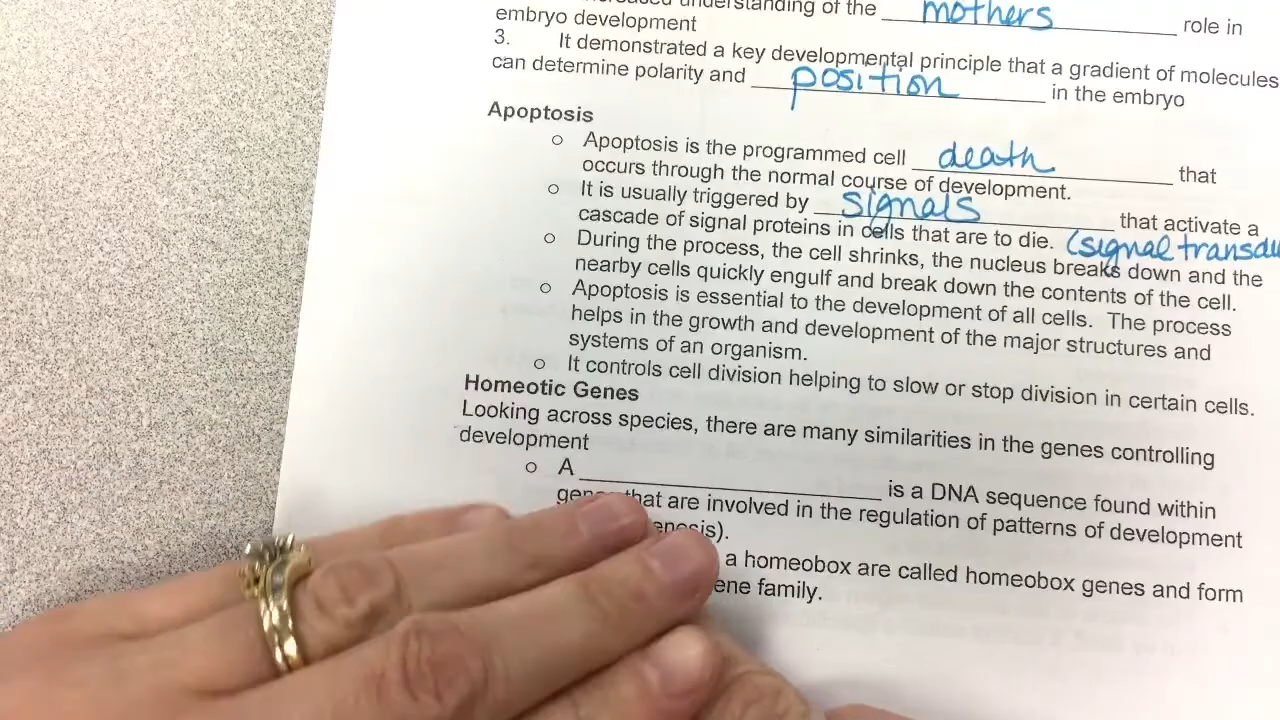 understanding of the mothers role in
embryo development
3. It demonstrated a key developmental principle that a gradient of molecules
can determine polarity and position in the embryo
Apoptosis
o Apoptosis is the programmed cell death that
occurs through the normal course of development.
o It is usually triggered by signals that activate a
cascade of signal proteins in cells that are to die. (signal transdu
o During the process, the cell shrinks, the nucleus breaks down and the
nearby cells quickly engulf and break down the contents of the cell.
o Apoptosis is essential to the development of all cells. The process
helps in the growth and development of the major structures and
systems of an organism.
o It controls cell division helping to slow or stop division in certain cells.
Homeotic Genes
Looking across species, there are many similarities in the genes controlling
development
o A ____________ is a DNA sequence found within
that are involved in the regulation of patterns of development
enesis).
a homeobox are called homeobox genes and form
ene family.